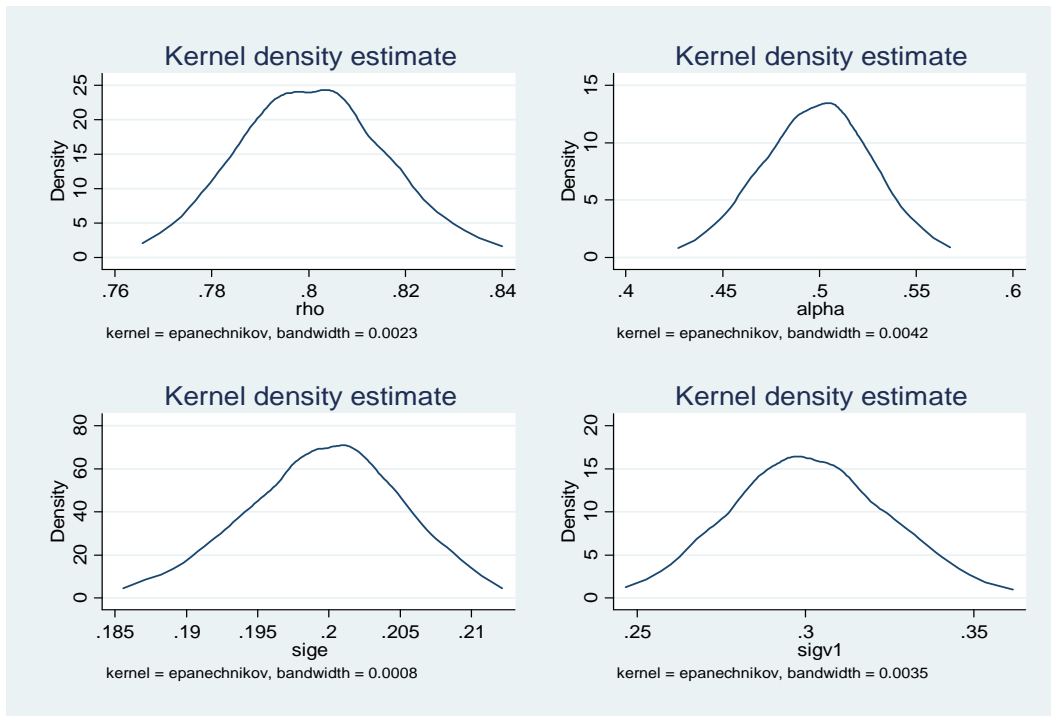 Kernel density estimate
Density
0
5
10
15
20
25
.76
.78
.8
.82
.84
rho
kernel = epanechnikov, bandwidth = 0.0023
Kernel density estimate
Density
0
5
10
15
.4
.45
.5
.55
.6
alpha
kernel = epanechnikov, bandwidth = 0.0042
Kernel density estimate
Density
0
20
40
60
80
.185
.19
.195
.2
.205
.21
sige
kernel = epanechnikov, bandwidth = 0.0008
Kernel density estimate
Density
0
5
10
15
20
.25
.3
.35
sigv1
kernel = epanechnikov, bandwidth = 0.0035